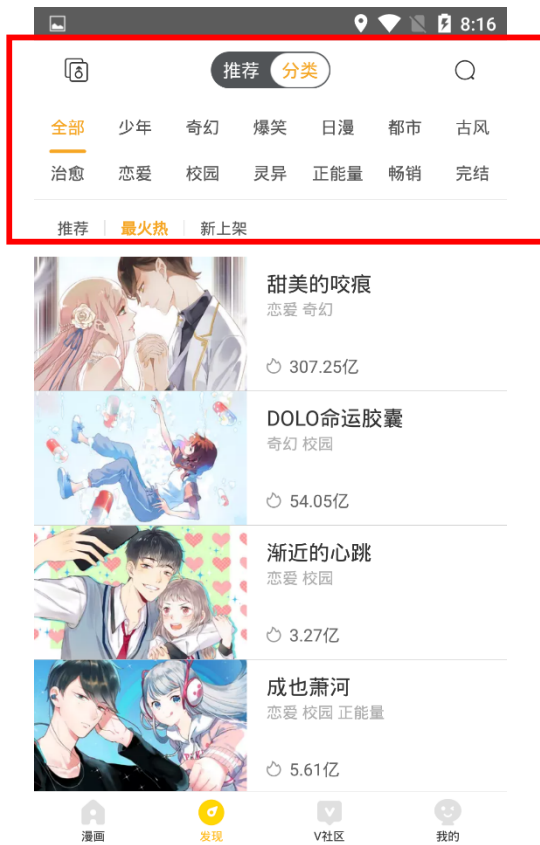 8:16
推荐 分类
全部 少年 奇幻 爆笑 日漫 都市 古风
治愈 恋爱 校园 灵异 正能量 畅销 完结
推荐 最火热 新上架
甜美的咬痕
恋爱 奇幻
307.25亿
DOLO命运胶囊
奇幻 校园
54.05亿
渐近的心跳
恋爱 校园
3.27亿
成也萧河
恋爱 校园 正能量
5.61亿
漫画 发现 V社区 我的